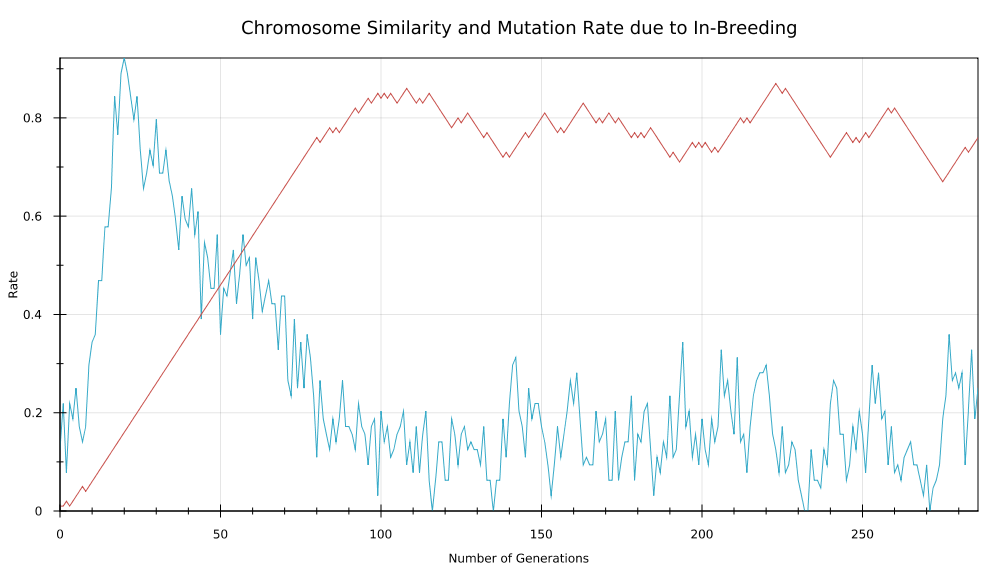 Chromosome Similarity and Mutation Rate due to In-Breeding
0.8
0.6
Rate
0.4
0.2
0
0 50 100 150 200 250
Number of Generations